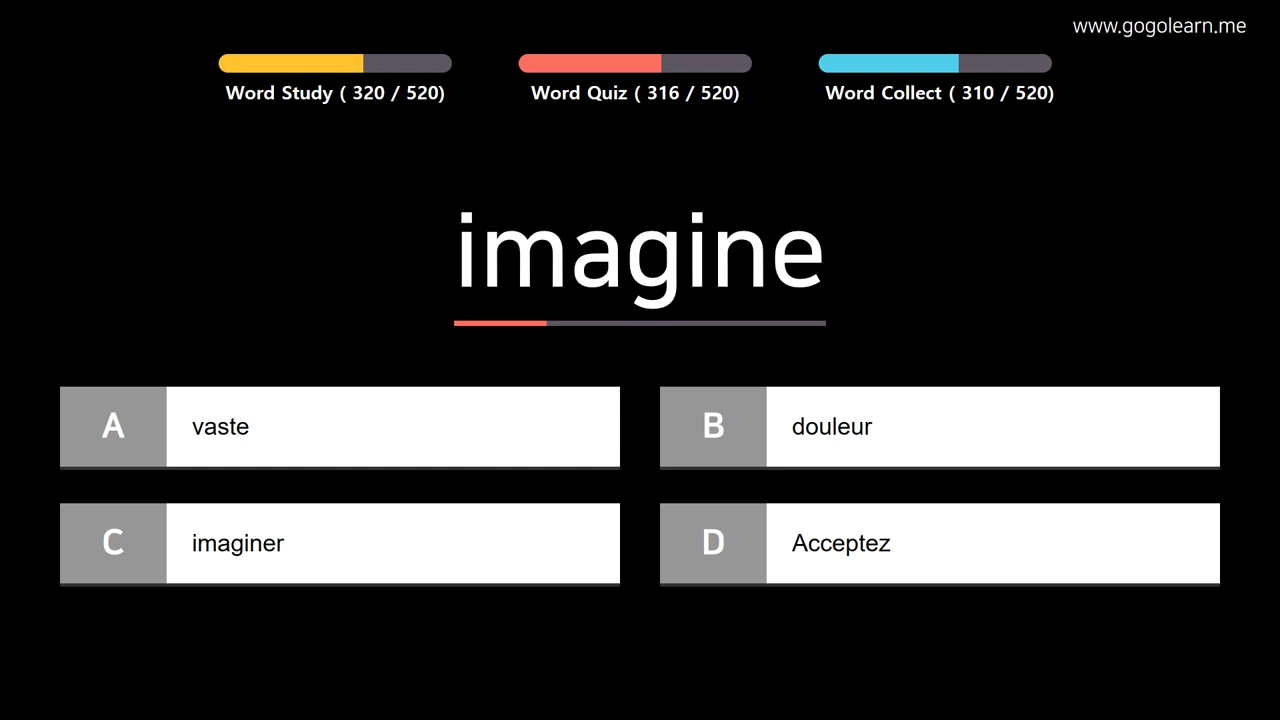 www.gogolearn.me
Word Study ( 320 / 520)
Word Quiz ( 316 / 520)
Word Collect ( 310 / 520)
imagine
A
vaste
B
douleur
C
imaginer
D
Acceptez